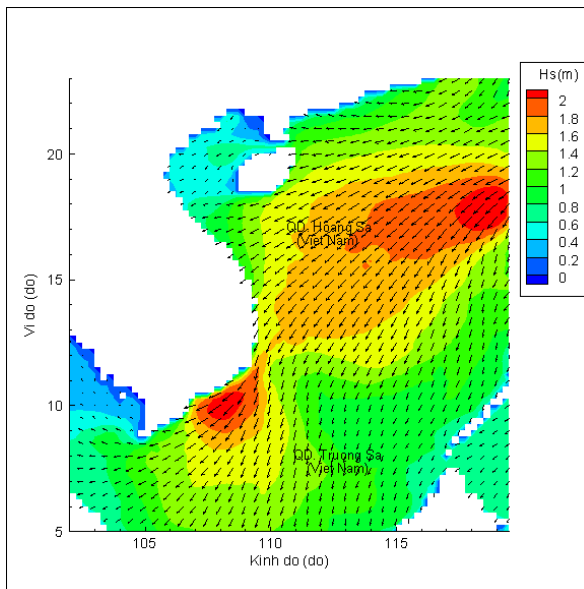 Hs(m)
2
1.8
1.6
1.4
1.2
1
0.8
0.6
0.4
0.2
0
20
15
10
5
Vi do (do)
QD. Hoang Sa
(Viet Nam)
QD. Truong Sa
(Viet Nam)
105
110
115
Kinh do (do)